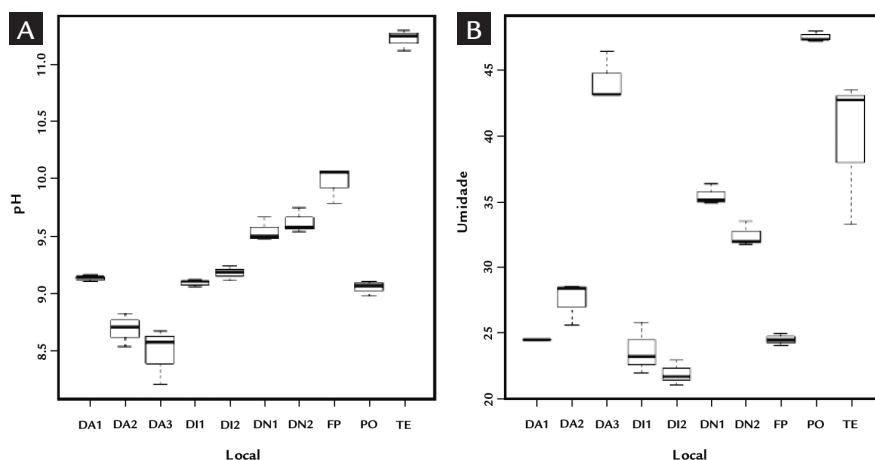 A
pH
11.0
10.5
10.0
9.5
9.0
8.5
DA1 DA2 DA3 DI1 DI2 DN1 DN2 FP PO TE
Local
B
Umidade
45
40
35
30
25
20
DA1 DA2 DA3 DI1 DI2 DN1 DN2 FP PO TE
Local